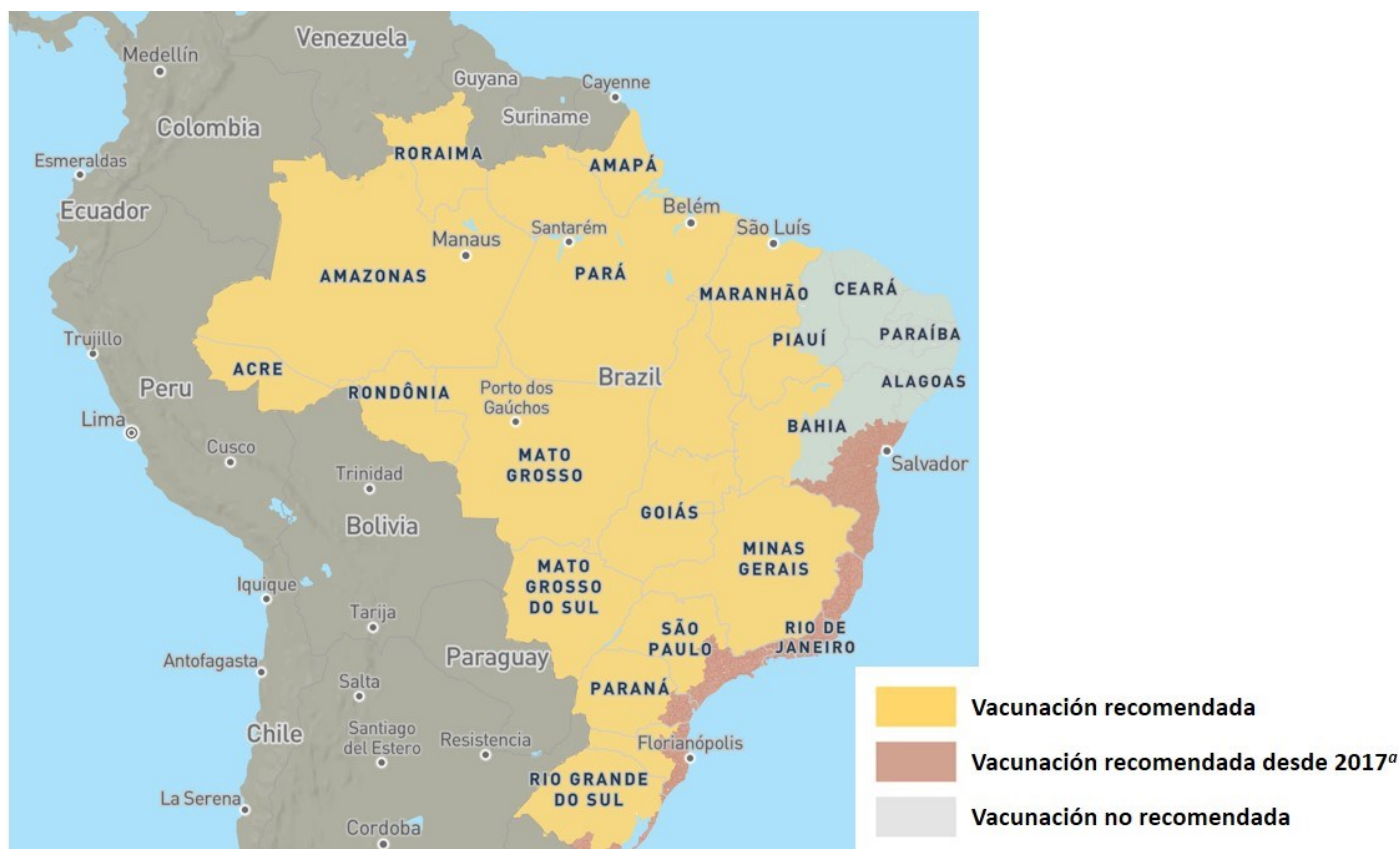 Venezuela
Medellín
Guyana
Cayenne
Suriname
Colombia
RORAIMA
AMAPÁ
Esmeraldas
Ecuador
Belém
Santarém
São Luís
Manaus
AMAZONAS
PARÁ
MARANHÃO
CEARÁ
Trujillo
PIAUÍ
PARAÍBA
ACRE
Brazil
ALAGOAS
Peru
RONDÔNIA
Porto dos
Gaúchos
Lima
BAHIA
Cusco
MATO
GROSSO
Salvador
Trinidad
GOIÁS
Bolivia
MINAS
GERAIS
MATO
GROSSO
DO SUL
Iquique
Tarija
SÃO
PAULO
RIO DE
JANEIRO
Paraguay
Antofagasta
Salta
PARANÁ
Chile
Santiago
del Estero
Resistencia
Florianópolis
RIO GRANDE
DO SUL
La Serena
Cordoba
Vacunación recomendada
Vacunación recomendada desde 2017ª
Vacunación no recomendada